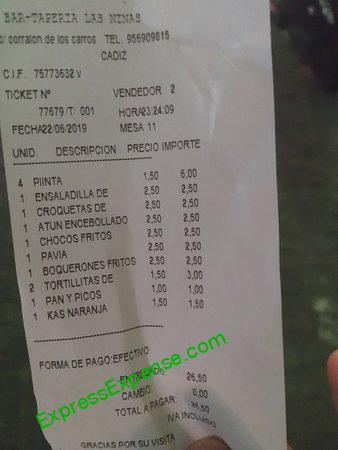 BAR-TAPERIA LAS NIÑAS
c/ corralon de los carros TEL. 956909815
CADIZ
C.I.F. 75773632 V
TICKET Nº VENDEDOR 2
77679/T/ 001 HORA23:24:09
FECHA22/06/2019 MESA 11
UNID. DESCRIPCION PRECIO IMPORTE
4 PIINTA 1,50 6,00
1 ENSALADILLA DE 2,50 2,50
1 CROQUETAS DE 2,50 2,50
1 ATUN ENCEBOLLADO 2,50 2,50
1 CHOCOS FRITOS 2,50 2,50
1 PAVIA 2,50 2,50
1 BOQUERONES FRITOS 2,50 2,50
2 TORTILLITAS DE 1,50 3,00
1 PAN Y PICOS 1,00 1,00
1 KAS NARANJA 1,50 1,50
FORMA DE PAGO:EFECTIVO
26,50
CAMBIO: 0,00
TOTAL A PAGAR: 26,50
IVA INCLUIDO
GRACIAS POR SU VISITA
ExpressExpense.com